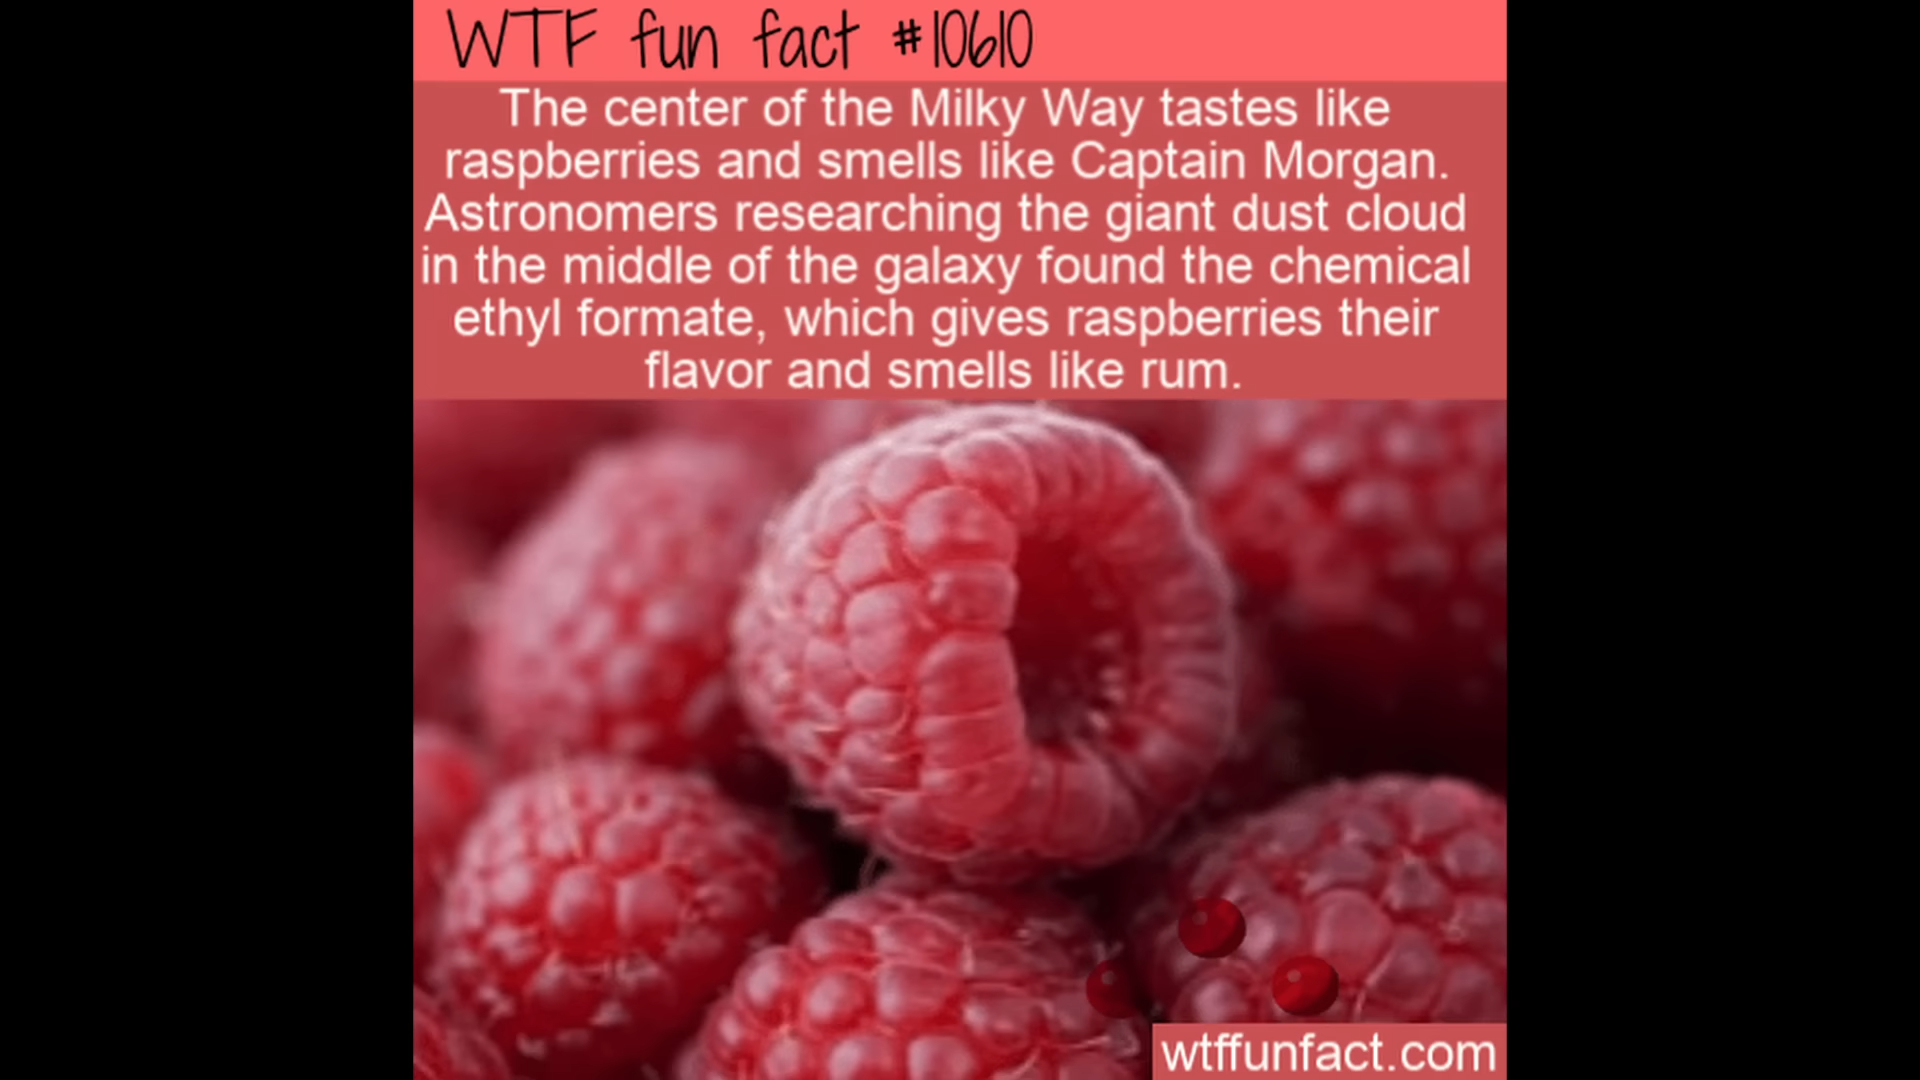 WTF fun fact #10610
The center of the Milky Way tastes like
raspberries and smells like Captain Morgan.
Astronomers researching the giant dust cloud
in the middle of the galaxy found the chemical
ethyl formate, which gives raspberries their
flavor and smells like rum.
wtffunfact.com